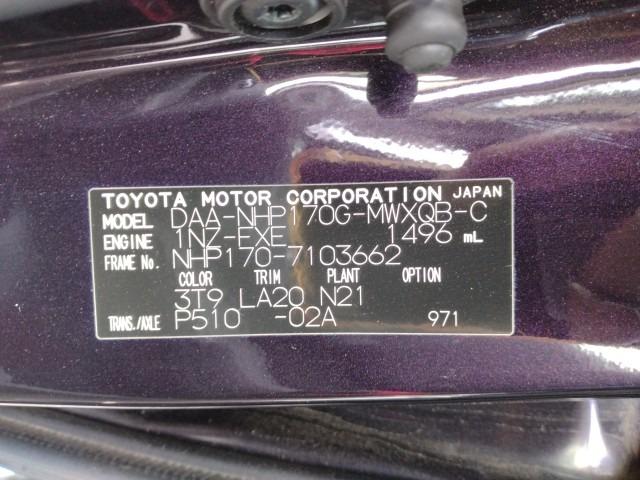 TOYOTA MOTOR CORPORATION JAPAN
MODEL DAA-NHP170G-MWXQB-C
ENGINE 1NZ-FXE 1496 mL
FRAME No. NHP170-7103662
COLOR TRIM PLANT OPTION
3T9 LA20 N21
TRANS./AXLE P510 -02A 971